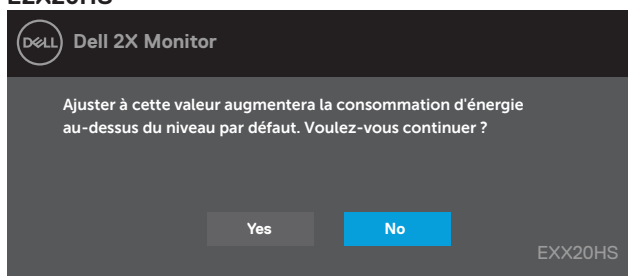 DELL
Dell 2X Monitor
Ajuster à cette valeur augmentera la consommation d'énergie
au-dessus du niveau par défaut. Voulez-vous continuer ?
Yes
No
EXX20HS